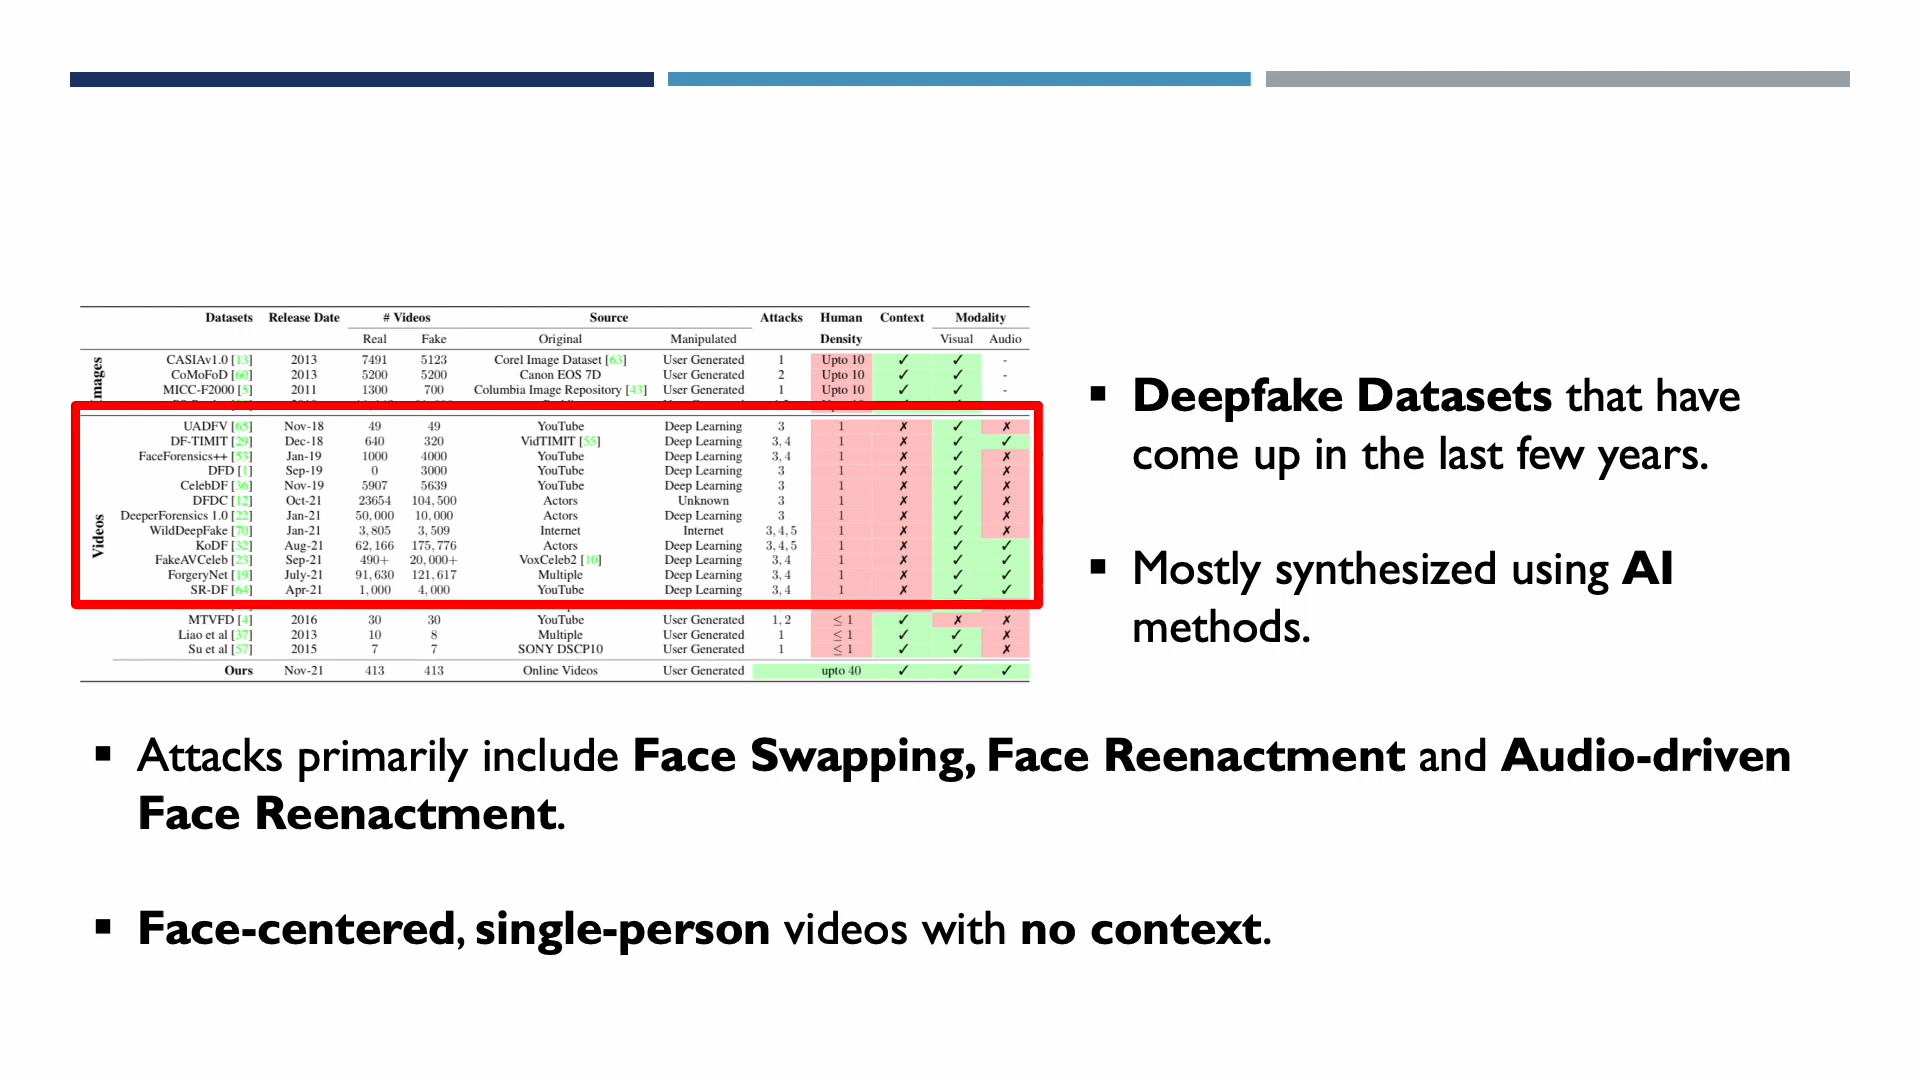 Datasets Release Date # Videos Source Attacks Human Context Modality
Real Fake Original Manipulated Density Visual Audio
Images
CASIAv1.0 [13] 2013 7491 5123 Corel Image Dataset [63] User Generated 1 Upto 10 ✓ ✓ -
CoMoFoD [60] 2013 5200 5200 Canon EOS 7D User Generated 2 Upto 10 ✓ ✓ -
MICC-F2000 [5] 2011 1300 700 Columbia Image Repository [43] User Generated 1 Upto 10 ✓ ✓ -
Videos
UADFV [65] Nov-18 49 49 YouTube Deep Learning 3 1 ✗ ✓ ✗
DF-TIMIT [29] Dec-18 640 320 VidTIMIT [55] Deep Learning 3, 4 1 ✗ ✓ ✓
FaceForensics++ [53] Jan-19 1000 4000 YouTube Deep Learning 3, 4 1 ✗ ✓ ✗
DFD [1] Sep-19 0 3000 YouTube Deep Learning 3 1 ✗ ✓ ✗
CelebDF [36] Nov-19 5907 5639 YouTube Deep Learning 3 1 ✗ ✓ ✗
DFDC [12] Oct-21 23654 104,500 Actors Unknown 3 1 ✗ ✓ ✗
DeeperForensics 1.0 [22] Jan-21 50,000 10,000 Actors Deep Learning 3 1 ✗ ✓ ✗
WildDeepFake [70] Jan-21 3,805 3,509 Internet Internet 3, 4, 5 1 ✗ ✓ ✗
KoDF [32] Aug-21 62,166 175,776 Actors Deep Learning 3, 4, 5 1 ✗ ✓ ✓
FakeAVCeleb [23] Sep-21 490+ 20,000+ VoxCeleb2 [10] Deep Learning 3, 4 1 ✗ ✓ ✓
ForgeryNet [19] July-21 91,630 121,617 Multiple Deep Learning 3, 4 1 ✗ ✓ ✓
SR-DF [64] Apr-21 1,000 4,000 YouTube Deep Learning 3, 4 1 ✗ ✓ ✓
MTVFD [4] 2016 30 30 YouTube User Generated 1, 2 ≤ 1 ✓ ✗ ✗
Liao et al [37] 2013 10 8 Multiple User Generated 1 ≤ 1 ✓ ✓ ✗
Su et al [57] 2015 7 7 SONY DSCP10 User Generated 1 ≤ 1 ✓ ✓ ✗
Ours Nov-21 413 413 Online Videos User Generated upto 40 ✓ ✓ ✓
▪ Deepfake Datasets that have
come up in the last few years.
▪ Mostly synthesized using AI
methods.
▪ Attacks primarily include Face Swapping, Face Reenactment and Audio-driven
Face Reenactment.
▪ Face-centered, single-person videos with no context.